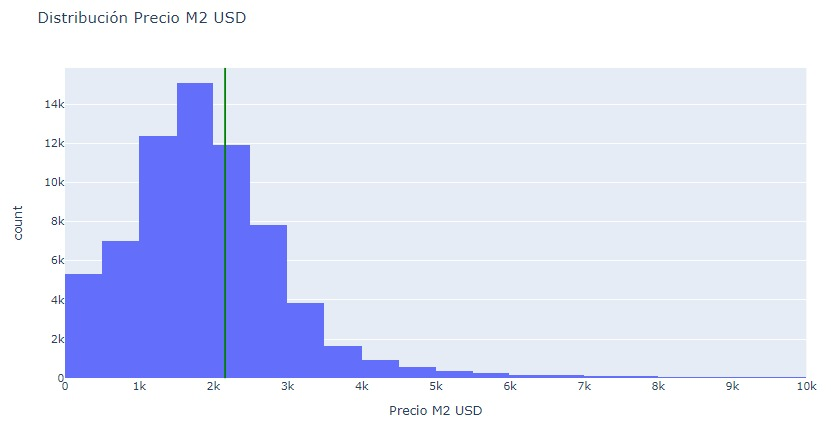 Distribución Precio M2 USD
14k
12k
10k
8k
6k
4k
2k
0
count
0 1k 2k 3k 4k 5k 6k 7k 8k 9k 10k
Precio M2 USD